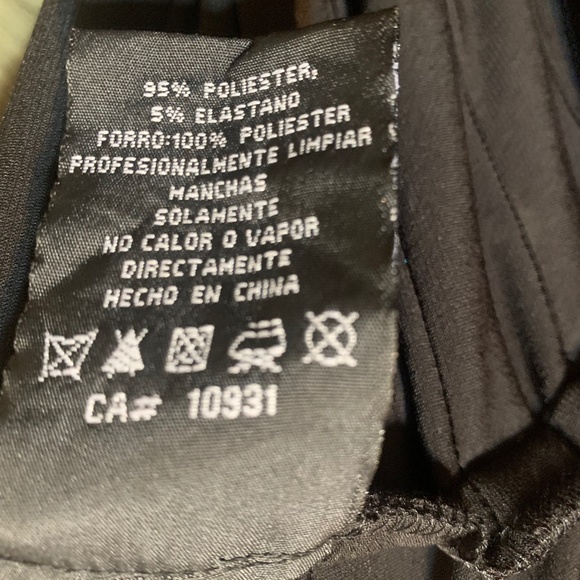 95% POLIESTER,
5% ELASTANO
FORRO:100% POLIESTER
PROFESIONALMENTE LIMPIAR
MANCHAS
SOLAMENTE
NO CALOR O VAPOR
DIRECTAMENTE
HECHO EN CHINA
CA# 10931